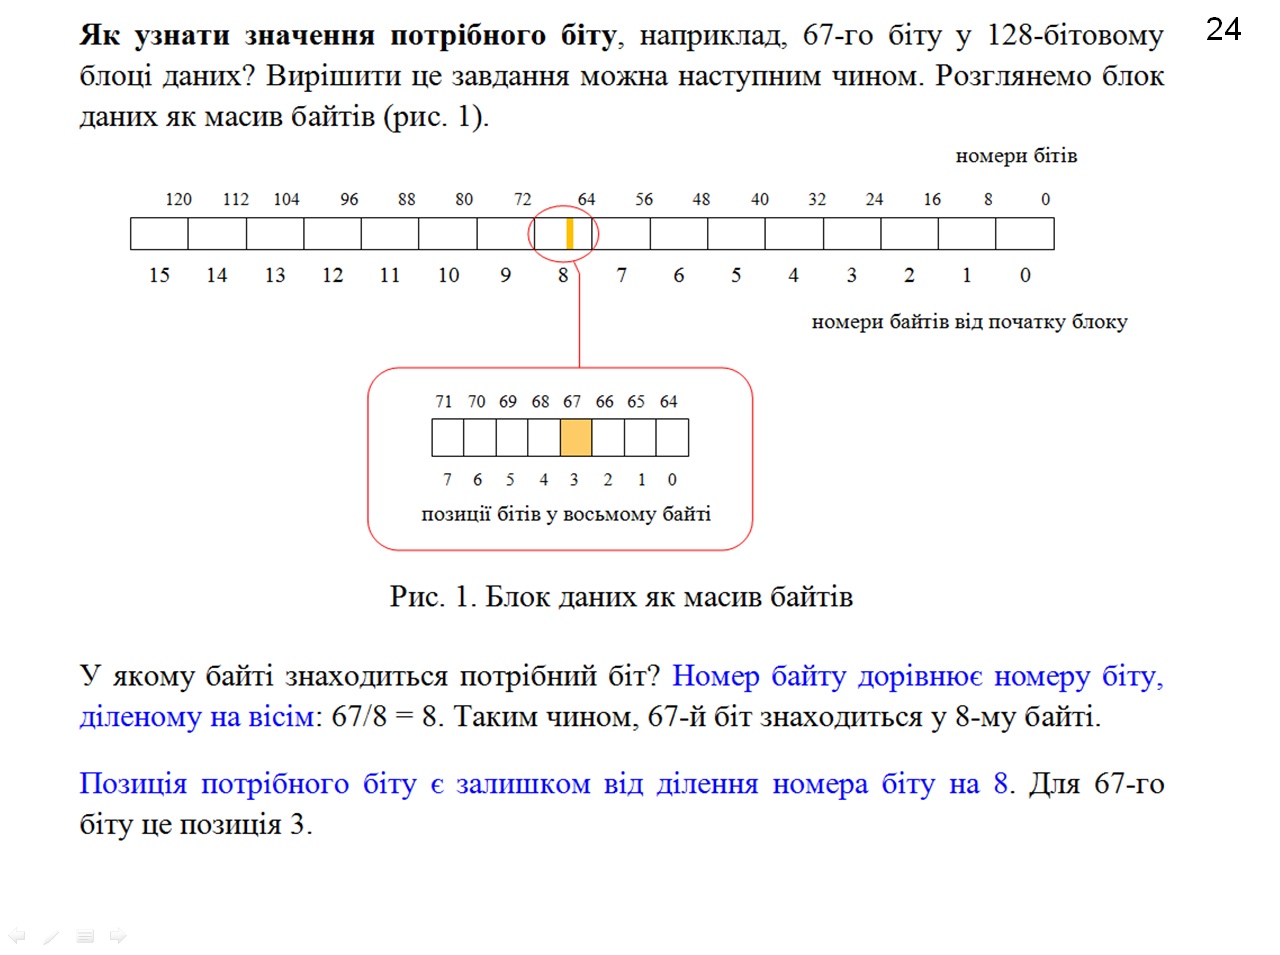 24
Як узнати значення потрібного біту, наприклад, 67-го біту у 128-бітовому
блоці даних? Вирішити це завдання можна наступним чином. Розглянемо блок
даних як масив байтів (рис. 1).
номери бітів
120 112 104 96 88 80 72 64 56 48 40 32 24 16 8 0
15 14 13 12 11 10 9 8 7 6 5 4 3 2 1 0
номери байтів від початку блоку
71 70 69 68 67 66 65 64
7 6 5 4 3 2 1 0
позиції бітів у восьмому байті
Рис. 1. Блок даних як масив байтів
У якому байті знаходиться потрібний біт? Номер байту дорівнює номеру біту,
діленому на вісім: 67/8 = 8. Таким чином, 67-й біт знаходиться у 8-му байті.
Позиція потрібного біту є залишком від ділення номера біту на 8. Для 67-го
біту це позиція 3.